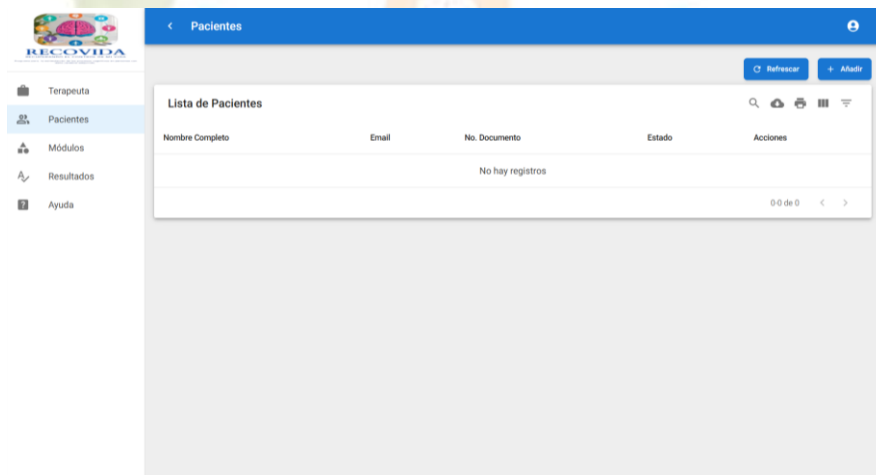 RECOVIDA
Terapeuta
Pacientes
Módulos
Resultados
Ayuda
Pacientes
Refrescar
+ Añadir
Lista de Pacientes
Nombre Completo Email No. Documento Estado Acciones
No hay registros
0-0 de 0